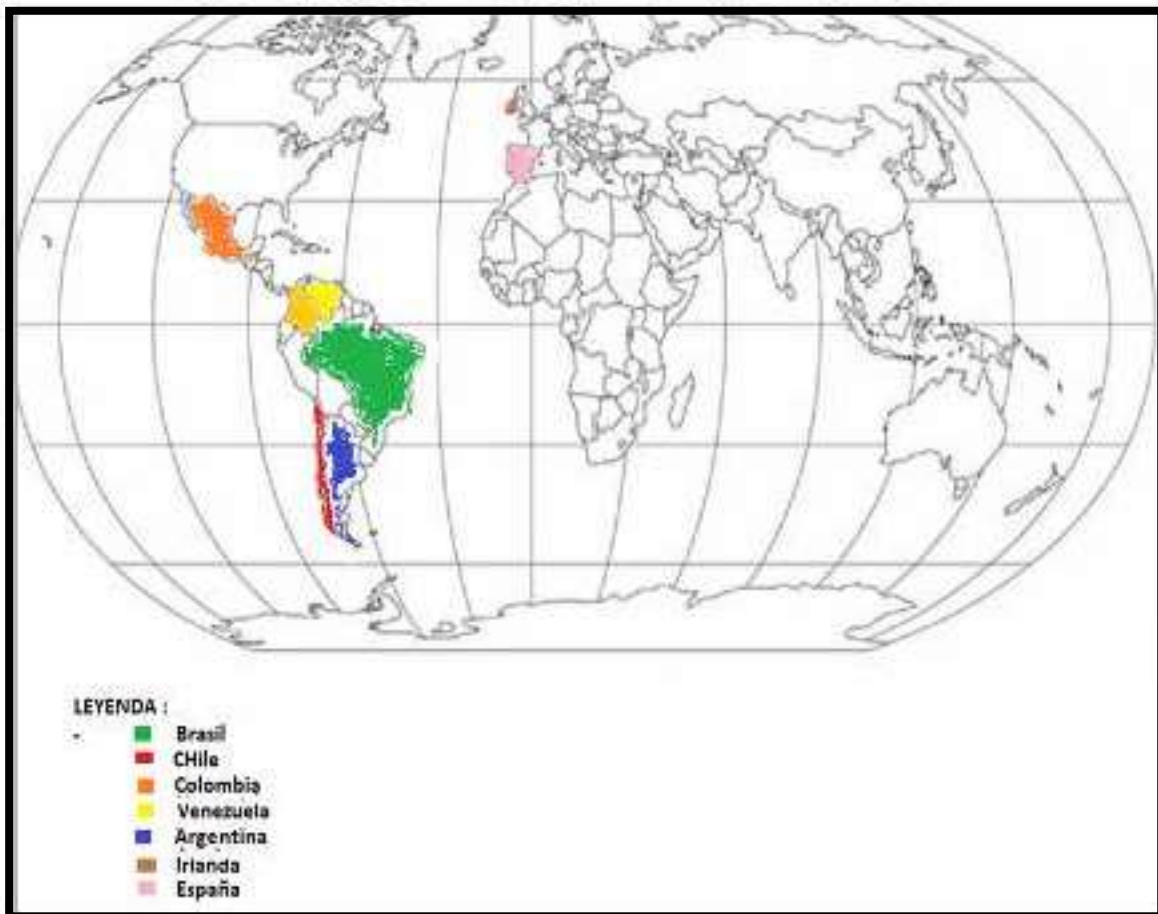 LEYENDA :
- Brasil
CHile
Colombia
Venezuela
Argentina
Irlanda
España